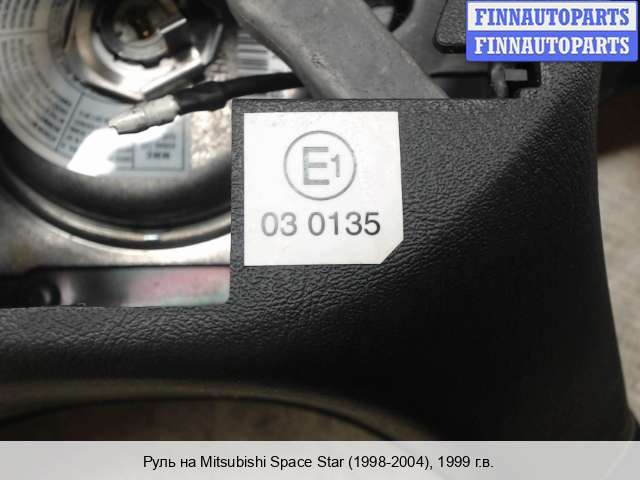 FINNAUTOPARTS
FINNAUTOPARTS
E1
03 0135
Руль на Mitsubishi Space Star (1998-2004), 1999 г.в.